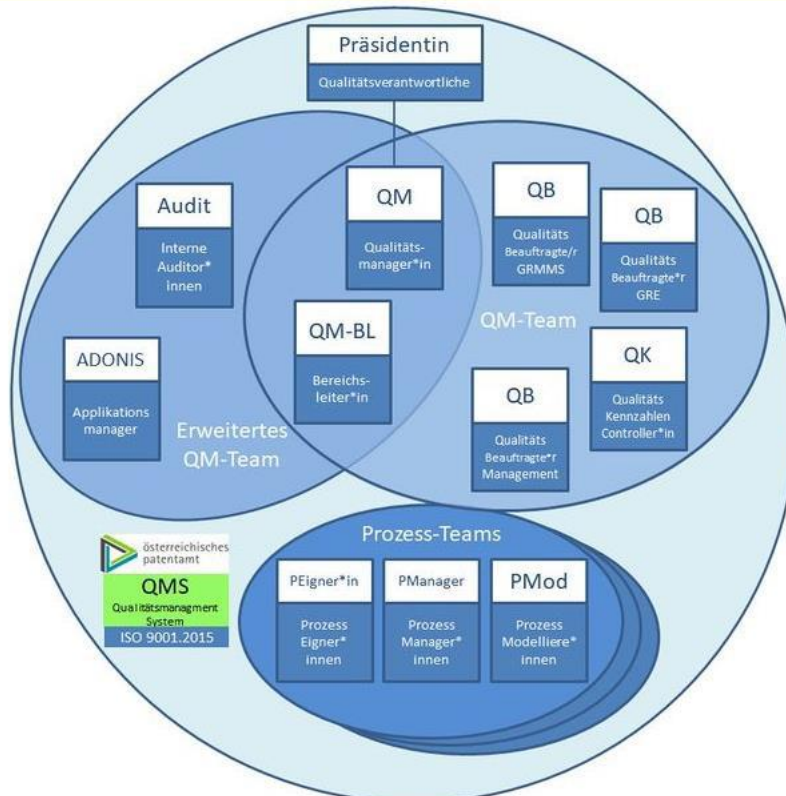 Präsidentin
Qualitätsverantwortliche
Audit
Interne
Auditor*
innen
QM
Qualitäts-
manager*in
QB
Qualitäts
Beauftragte/r
GRMMS
QB
Qualitäts
Beauftragte*r
GRE
QM-Team
ADONIS
Applikations
manager
QM-BL
Bereichs-
leiter*in
Erweitertes
QM-Team
QB
Qualitäts
Beauftragte*r
Management
QK
Qualitäts
Kennzahlen
Controller*in
Prozess-Teams
PEigner*in
Prozess
Eigner*
innen
PManager
Prozess
Manager*
innen
PMod
Prozess
Modelliere*
innen
österreichisches
patentamt
QMS
Qualitätsmanagment
System
ISO 9001.2015